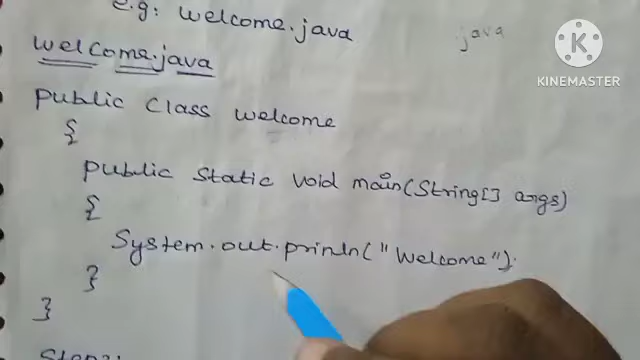 e.g: welcome.java
.java
welcome.java
public class welcome
{
public static void main(String[] args)
{
System.out.println("Welcome");
}
}
KINEMASTER